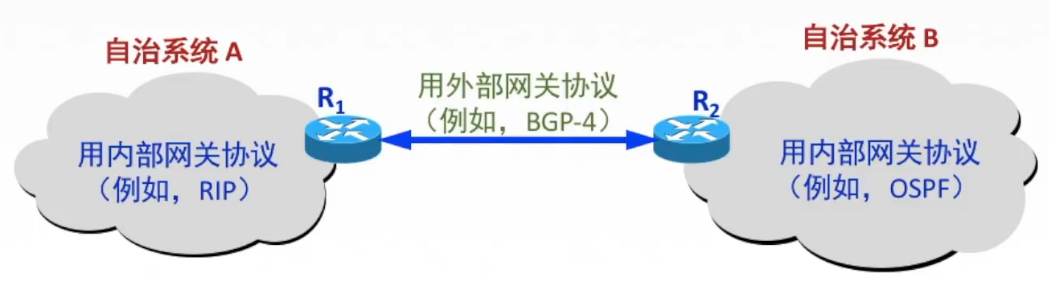 自治系统 A
自治系统 B
R1
用外部网关协议
（例如，BGP-4）
R2
用内部网关协议
（例如，RIP）
用内部网关协议
（例如，OSPF）